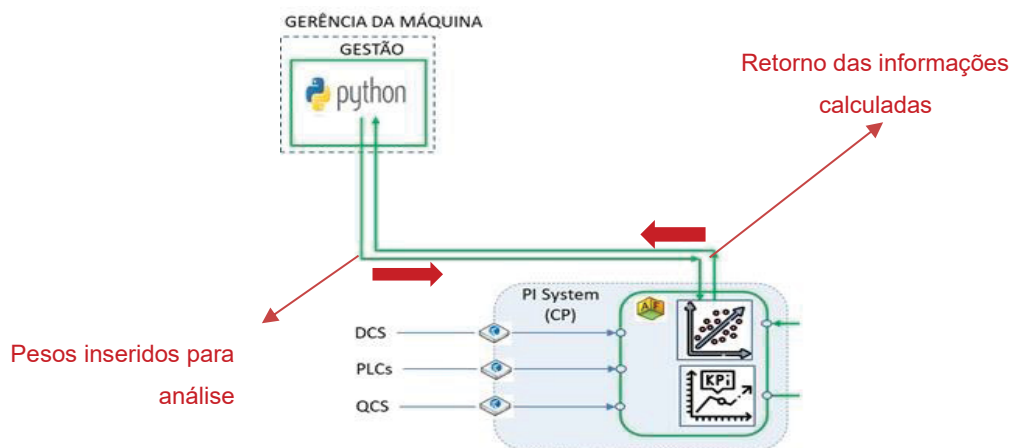 GERÊNCIA DA MÁQUINA
GESTÃO
python
Retorno das informações
calculadas
PI System
(CP)
AF
DCS
PLCs
QCS
KPi
Pesos inseridos para
análise